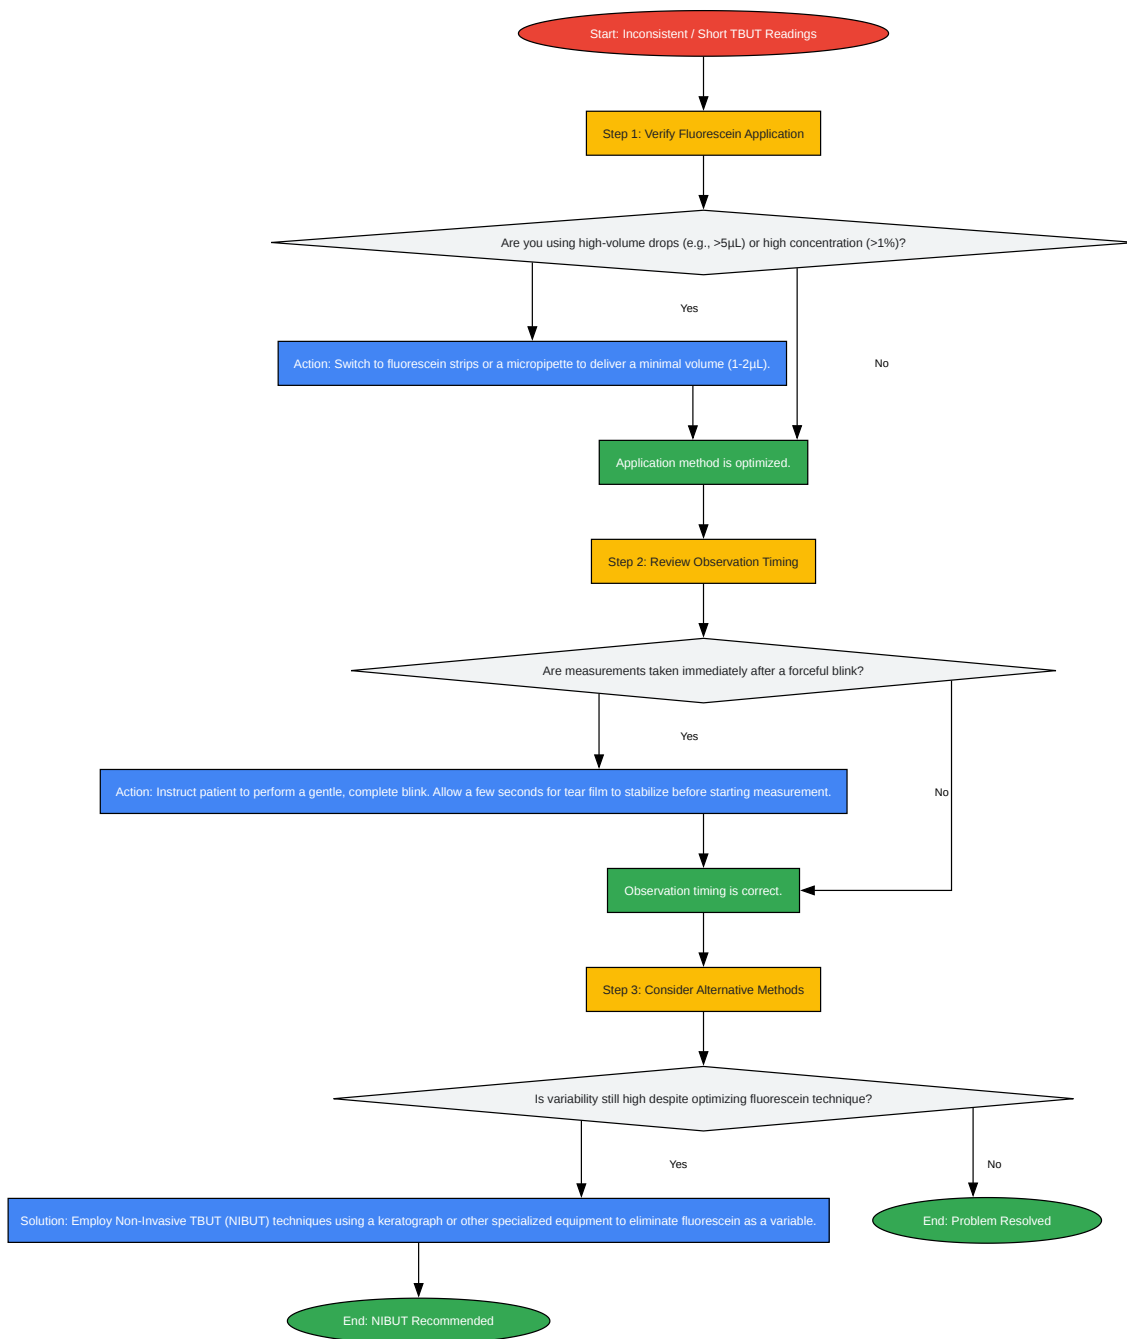 Start: Inconsistent / Short TBUT Readings
Step 1: Verify Fluorescein Application
Are you using high-volume drops (e.g., >5µL) or high concentration (>1%)?
Yes
Action: Switch to fluorescein strips or a micropipette to deliver a minimal volume (1-2µL).
No
Application method is optimized.
Step 2: Review Observation Timing
Are measurements taken immediately after a forceful blink?
Yes
Action: Instruct patient to perform a gentle, complete blink. Allow a few seconds for tear film to stabilize before starting measurement.
No
Observation timing is correct.
Step 3: Consider Alternative Methods
Is variability still high despite optimizing fluorescein technique?
Yes
No
Solution: Employ Non-Invasive TBUT (NIBUT) techniques using a keratograph or other specialized equipment to eliminate fluorescein as a variable.
End: Problem Resolved
End: NIBUT Recommended